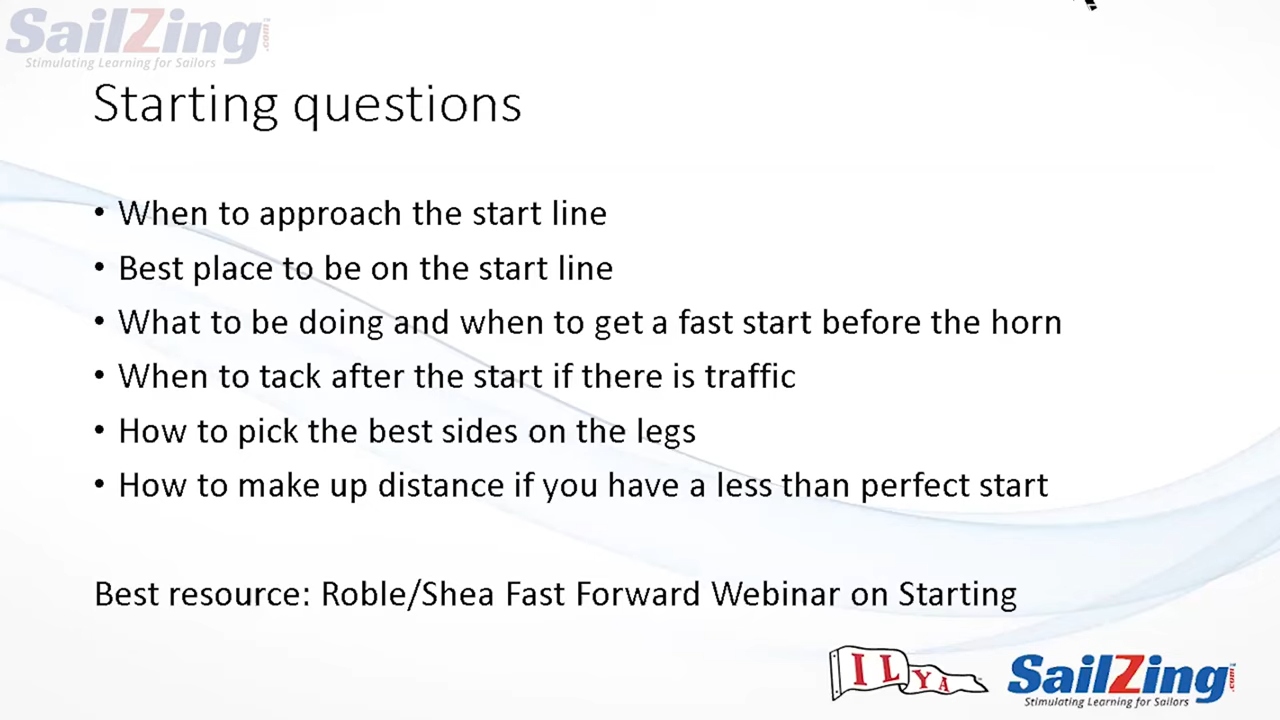 SailZing.com
Stimulating Learning for Sailors
Starting questions
• When to approach the start line
• Best place to be on the start line
• What to be doing and when to get a fast start before the horn
• When to tack after the start if there is traffic
• How to pick the best sides on the legs
• How to make up distance if you have a less than perfect start
Best resource: Roble/Shea Fast Forward Webinar on Starting
ILYA
SailZing.com
Stimulating Learning for Sailors